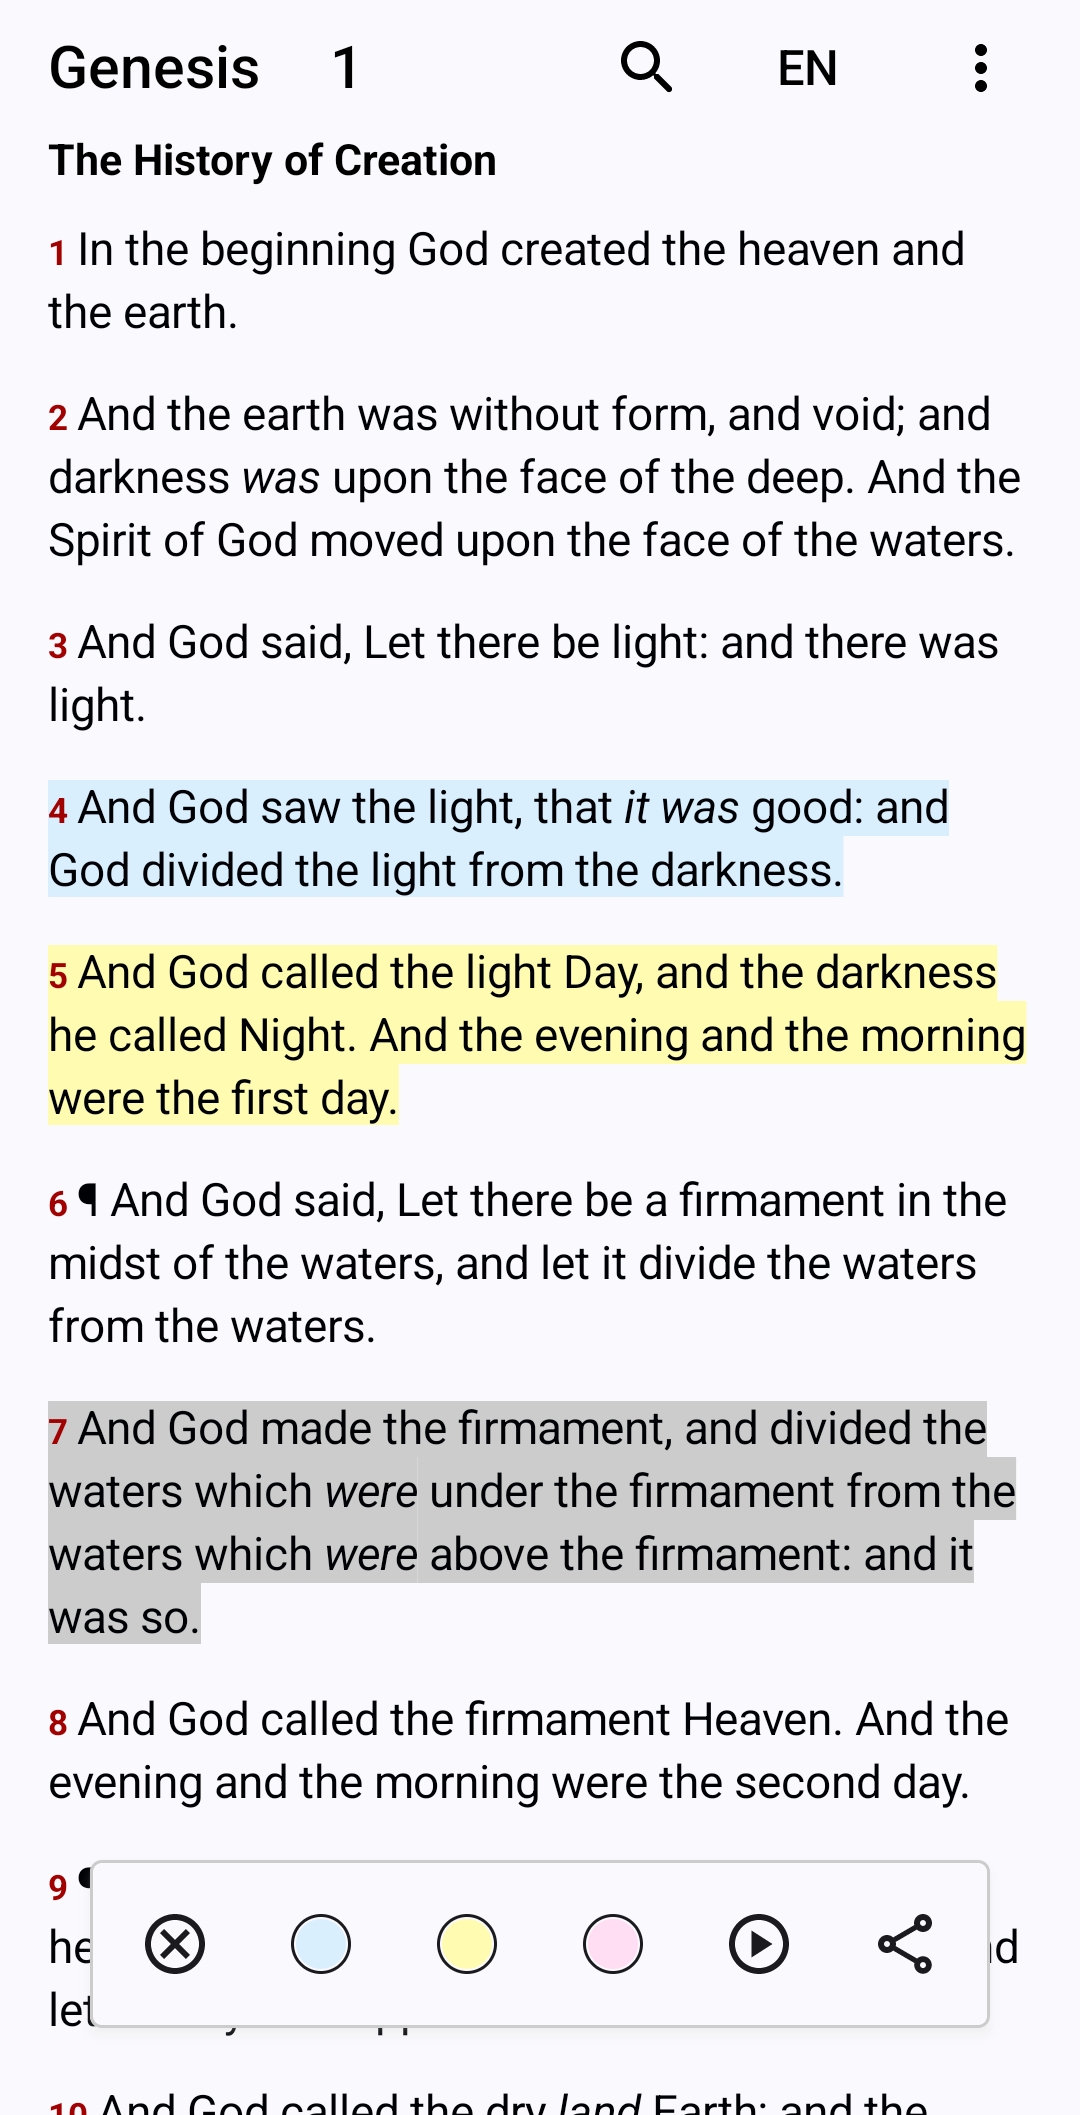 Genesis 1 EN
The History of Creation
1 In the beginning God created the heaven and
the earth.
2 And the earth was without form, and void; and
darkness was upon the face of the deep. And the
Spirit of God moved upon the face of the waters.
3 And God said, Let there be light: and there was
light.
4 And God saw the light, that it was good: and
God divided the light from the darkness.
5 And God called the light Day, and the darkness
he called Night. And the evening and the morning
were the first day.
6 ¶ And God said, Let there be a firmament in the
midst of the waters, and let it divide the waters
from the waters.
7 And God made the firmament, and divided the
waters which were under the firmament from the
waters which were above the firmament: and it
was so.
8 And God called the firmament Heaven. And the
evening and the morning were the second day.
9
let
10 And God called the dry land Earth; and the